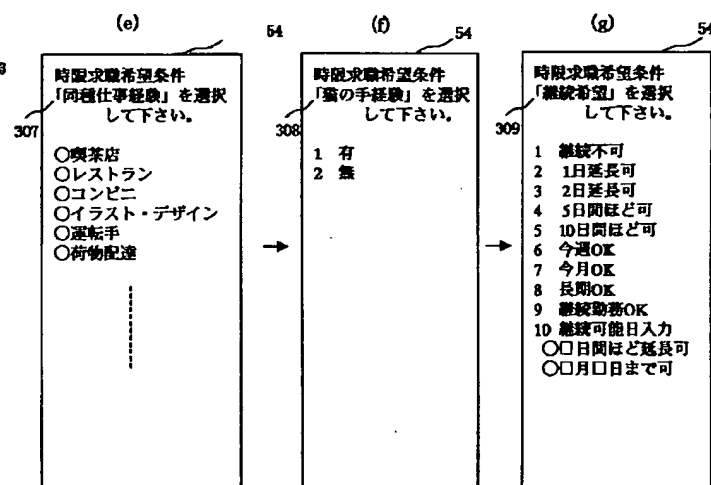 (e)
54
時限求職希望条件
「同種仕事経験」を選択
して下さい。
307
○喫茶店
○レストラン
○コンビニ
○イラスト・デザイン
○運転手
○荷物配達
(f)
54
時限求職希望条件
「猫の手経験」を選択
して下さい。
308
1 有
2 無
(g)
54
時限求職希望条件
「継続希望」を選択
して下さい。
309
1 継続不可
2 1日延長可
3 2日延長可
4 5日間ほど可
5 10日間ほど可
6 今週OK
7 今月OK
8 長期OK
9 継続勤務OK
10 継続可能日入力
○□日間ほど延長可
○□月□日まで可